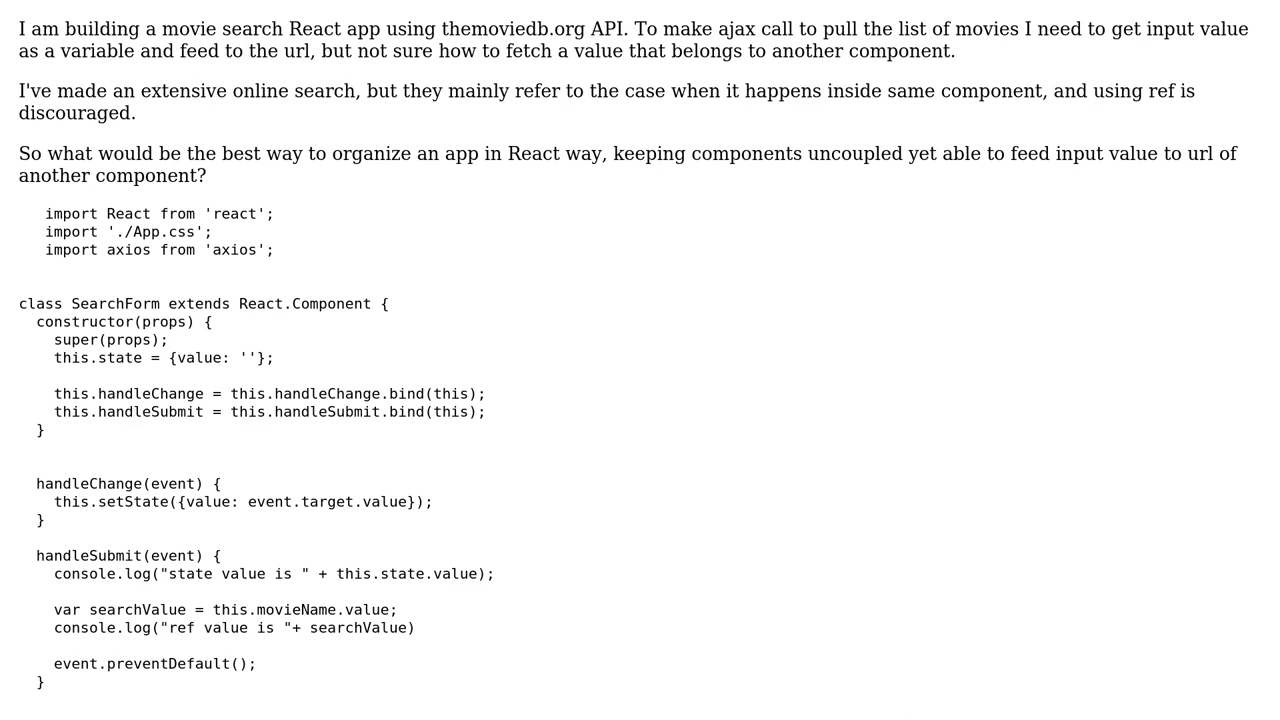 I am building a movie search React app using themoviedb.org API. To make ajax call to pull the list of movies I need to get input value
as a variable and feed to the url, but not sure how to fetch a value that belongs to another component.
I've made an extensive online search, but they mainly refer to the case when it happens inside same component, and using ref is
discouraged.
So what would be the best way to organize an app in React way, keeping components uncoupled yet able to feed input value to url of
another component?
import React from 'react';
import './App.css';
import axios from 'axios';
class SearchForm extends React.Component {
constructor(props) {
super(props);
this.state = {value: ''};
this.handleChange = this.handleChange.bind(this);
this.handleSubmit = this.handleSubmit.bind(this);
}
handleChange(event) {
this.setState({value: event.target.value});
}
handleSubmit(event) {
console.log("state value is " + this.state.value);
var searchValue = this.movieName.value;
console.log("ref value is "+ searchValue)
event.preventDefault();
}